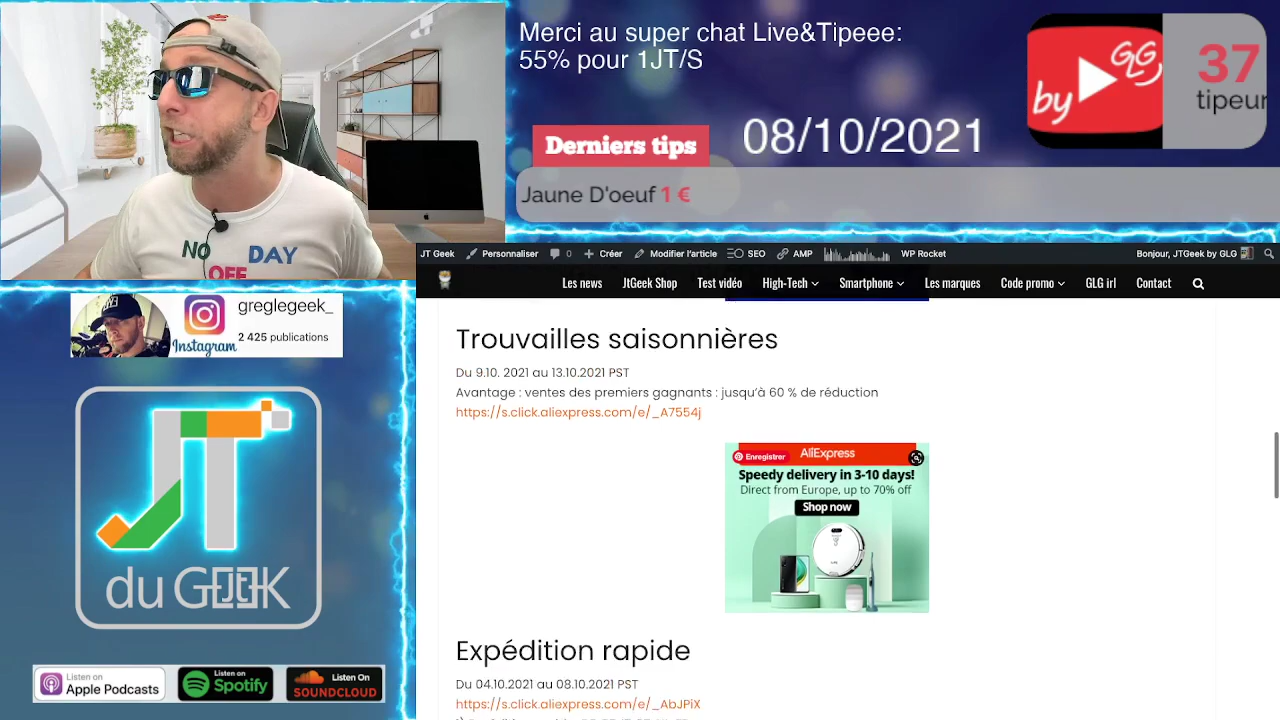 Merci au super chat Live&Tipeee:
55% pour 1JT/S
by
GLG
37
tipeur
Derniers tips
08/10/2021
Jaune D'oeuf 1 €
NO DAY
OFF
JT Geek Personnaliser 0 Créer Modifier l'article SEO AMP WP Rocket Bonjour, JTGeek by GLG
Les news JtGeek Shop Test vidéo High-Tech Smartphone Les marques Code promo GLG irl Contact
greglegeek_
2 425 publications
Instagram
Trouvailles saisonnières
Du 9.10. 2021 au 13.10.2021 PST
Avantage : ventes des premiers gagnants : jusqu'à 60 % de réduction
https://s.click.aliexpress.com/e/_A7554j
Enregistrer
AliExpress
Speedy delivery in 3-10 days!
Direct from Europe, up to 70% off
Shop now
JT
du GEEK
Expédition rapide
Du 04.10.2021 au 08.10.2021 PST
https://s.click.aliexpress.com/e/_AbJPiX
Listen on
Apple Podcasts
Listen on
Spotify
Listen On
SOUNDCLOUD